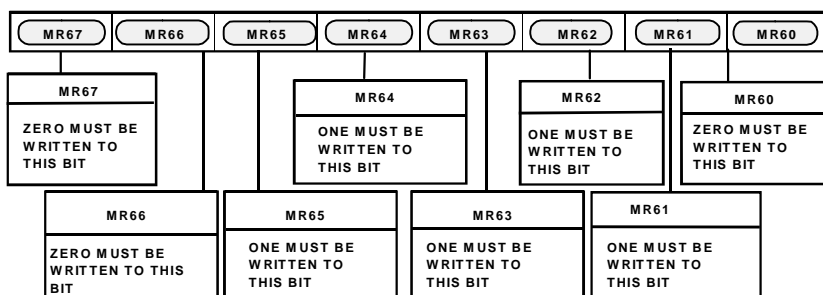 MR67 MR66 MR65 MR64 MR63 MR62 MR61 MR60
MR67
ZERO MUST BE
WRITTEN TO
THIS BIT
MR64
ONE MUST BE
WRITTEN TO
THIS BIT
MR62
ONE MUST BE
WRITTEN TO
THIS BIT
MR60
ZERO MUST BE
WRITTEN TO
THIS BIT
MR66
ZERO MUST BE
WRITTEN TO THIS
BIT
MR65
ONE MUST BE
WRITTEN TO
THIS BIT
MR63
ONE MUST BE
WRITTEN TO
THIS BIT
MR61
ONE MUST BE
WRITTEN TO
THIS BIT